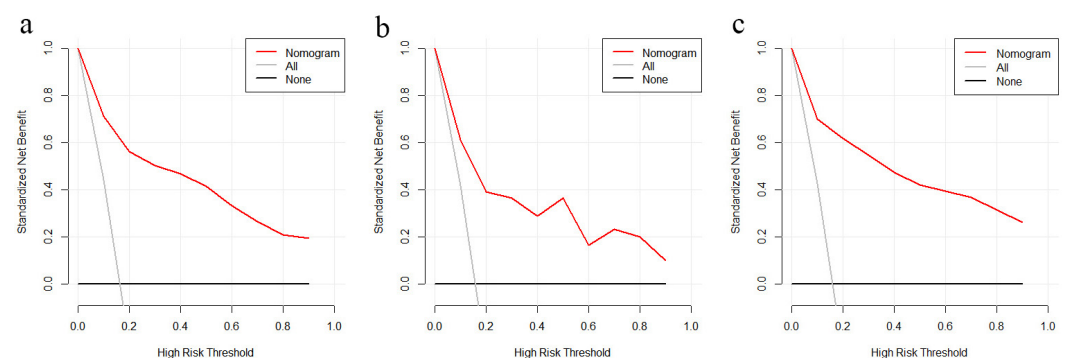 a
Nomogram
All
None
Standardized Net Benefit
1.0
0.8
0.6
0.4
0.2
0.0
0.0 0.2 0.4 0.6 0.8 1.0
High Risk Threshold
b
Nomogram
All
None
Standardized Net Benefit
1.0
0.8
0.6
0.4
0.2
0.0
0.0 0.2 0.4 0.6 0.8 1.0
High Risk Threshold
c
Nomogram
All
None
Standardized Net Benefit
1.0
0.8
0.6
0.4
0.2
0.0
0.0 0.2 0.4 0.6 0.8 1.0
High Risk Threshold